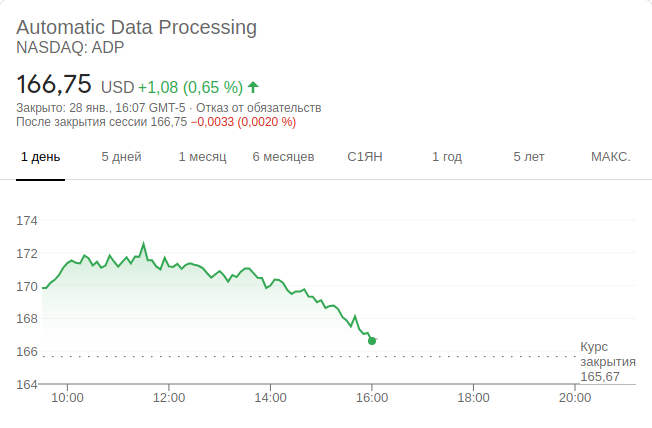 Automatic Data Processing
NASDAQ: ADP
166,75 USD +1,08 (0,65 %)
Закрыто: 28 янв., 16:07 GMT-5 · Отказ от обязательств
После закрытия сессии 166,75 −0,0033 (0,0020 %)
1 день 5 дней 1 месяц 6 месяцев С1ЯН 1 год 5 лет МАКС.
174
172
170
168
166
164
Курс
закрытия
165,67
10:00 12:00 14:00 16:00 18:00 20:00